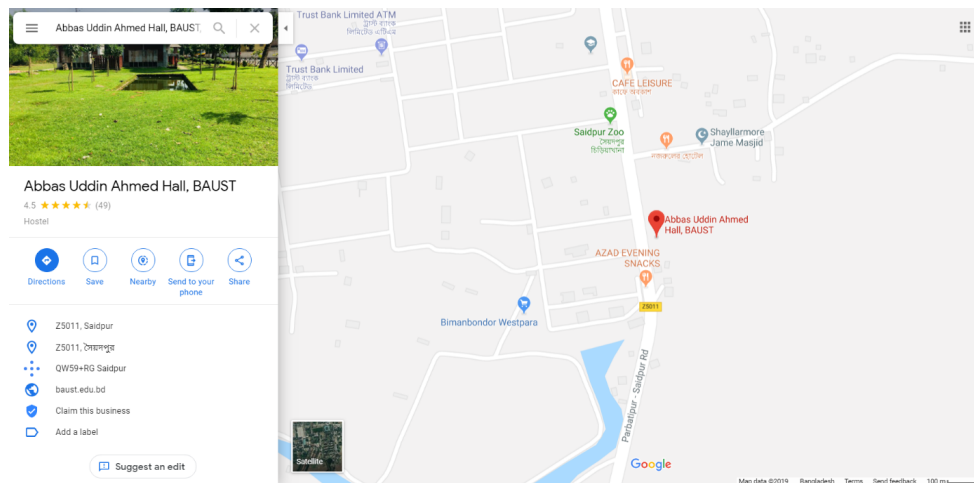 Abbas Uddin Ahmed Hall, BAUST,
Abbas Uddin Ahmed Hall, BAUST
4.5 (49)
Hostel
Directions
Save
Nearby
Send to your
phone
Share
Z5011, Saidpur
Z5011, সৈয়দপুর
QW59+RG Saidpur
baust.edu.bd
Claim this business
Add a label
Suggest an edit
Trust Bank Limited ATM
ট্রাস্ট ব্যাংক
লিমিটেড এটিএম
Trust Bank Limited
ট্রাস্ট ব্যাংক
লিমিটেড
CAFE LEISURE
Saidpur Zoo
সৈয়দপুর
চিড়িয়াখানা
Shayllarmore
Jame Masjid
Abbas Uddin Ahmed
Hall, BAUST
AZAD EVENING
SNACKS
Z5011
Bimanbondor Westpara
Parbatipur - Saidpur Rd
Satellite
Google
Map data ©2019 Bangladesh Terms Send feedback 100 m